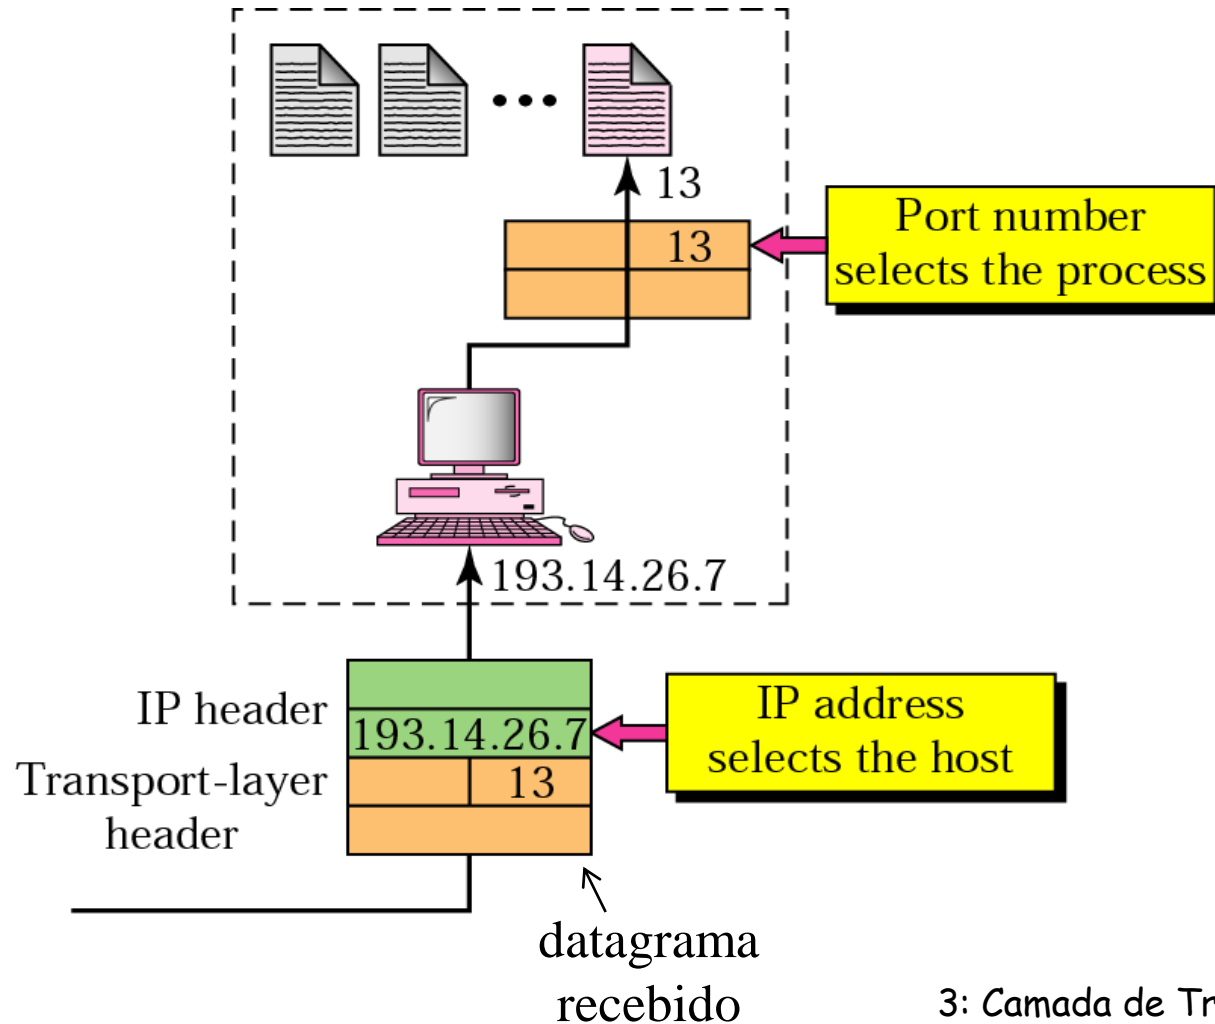 13
13
Port number
selects the process
193.14.26.7
IP header
193.14.26.7
IP address
selects the host
Transport-layer
header
13
datagrama
recebido
3: Camada de Tr